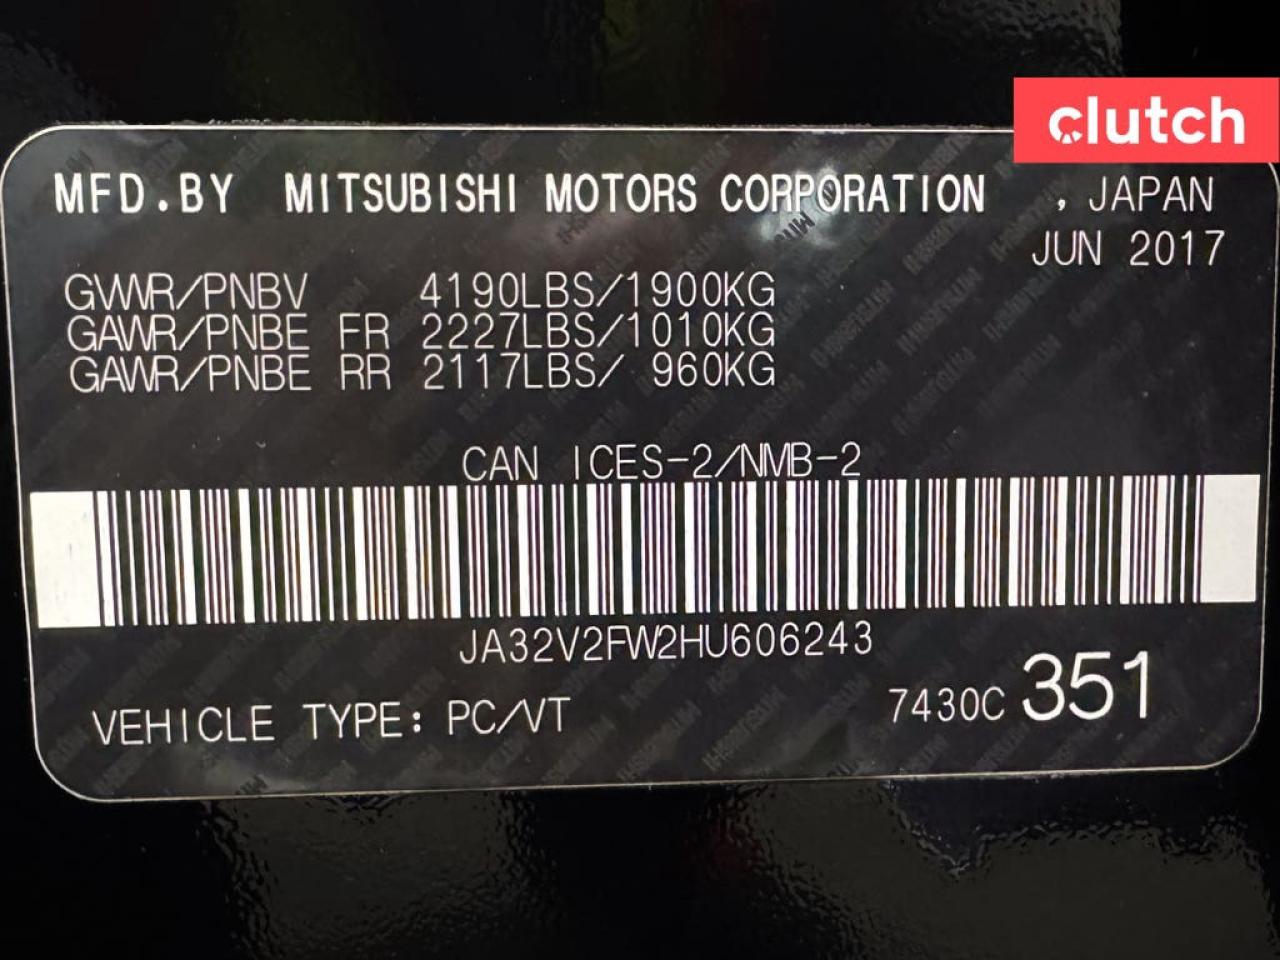 clutch
MFD.BY MITSUBISHI MOTORS CORPORATION , JAPAN
JUN 2017
GVWR/PNBV 4190LBS/1900KG
GAWR/PNBE FR 2227LBS/1010KG
GAWR/PNBE RR 2117LBS/ 960KG
CAN ICES-2/NMB-2
JA32V2FW2HU606243
VEHICLE TYPE: PC/VT
7430C 351